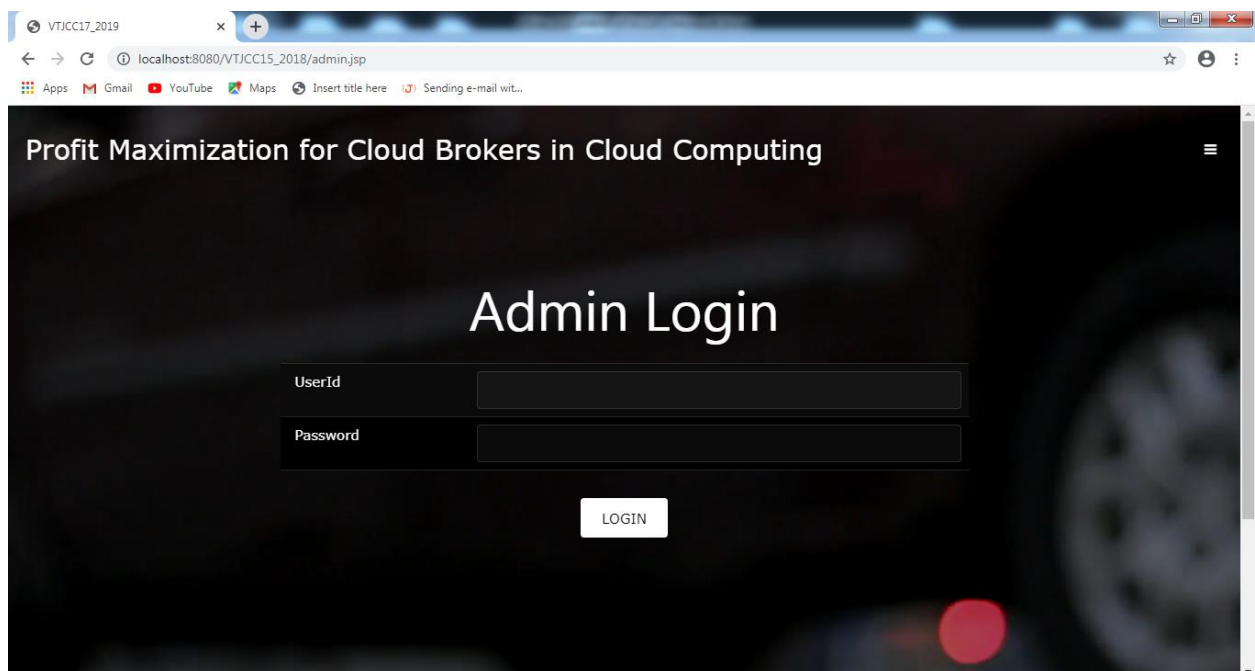 VTJCC17_2019
localhost:8080/VTJCC15_2018/admin.jsp
Apps Gmail YouTube Maps Insert title here Sending e-mail wit...
Profit Maximization for Cloud Brokers in Cloud Computing
Admin Login
UserId
Password
LOGIN